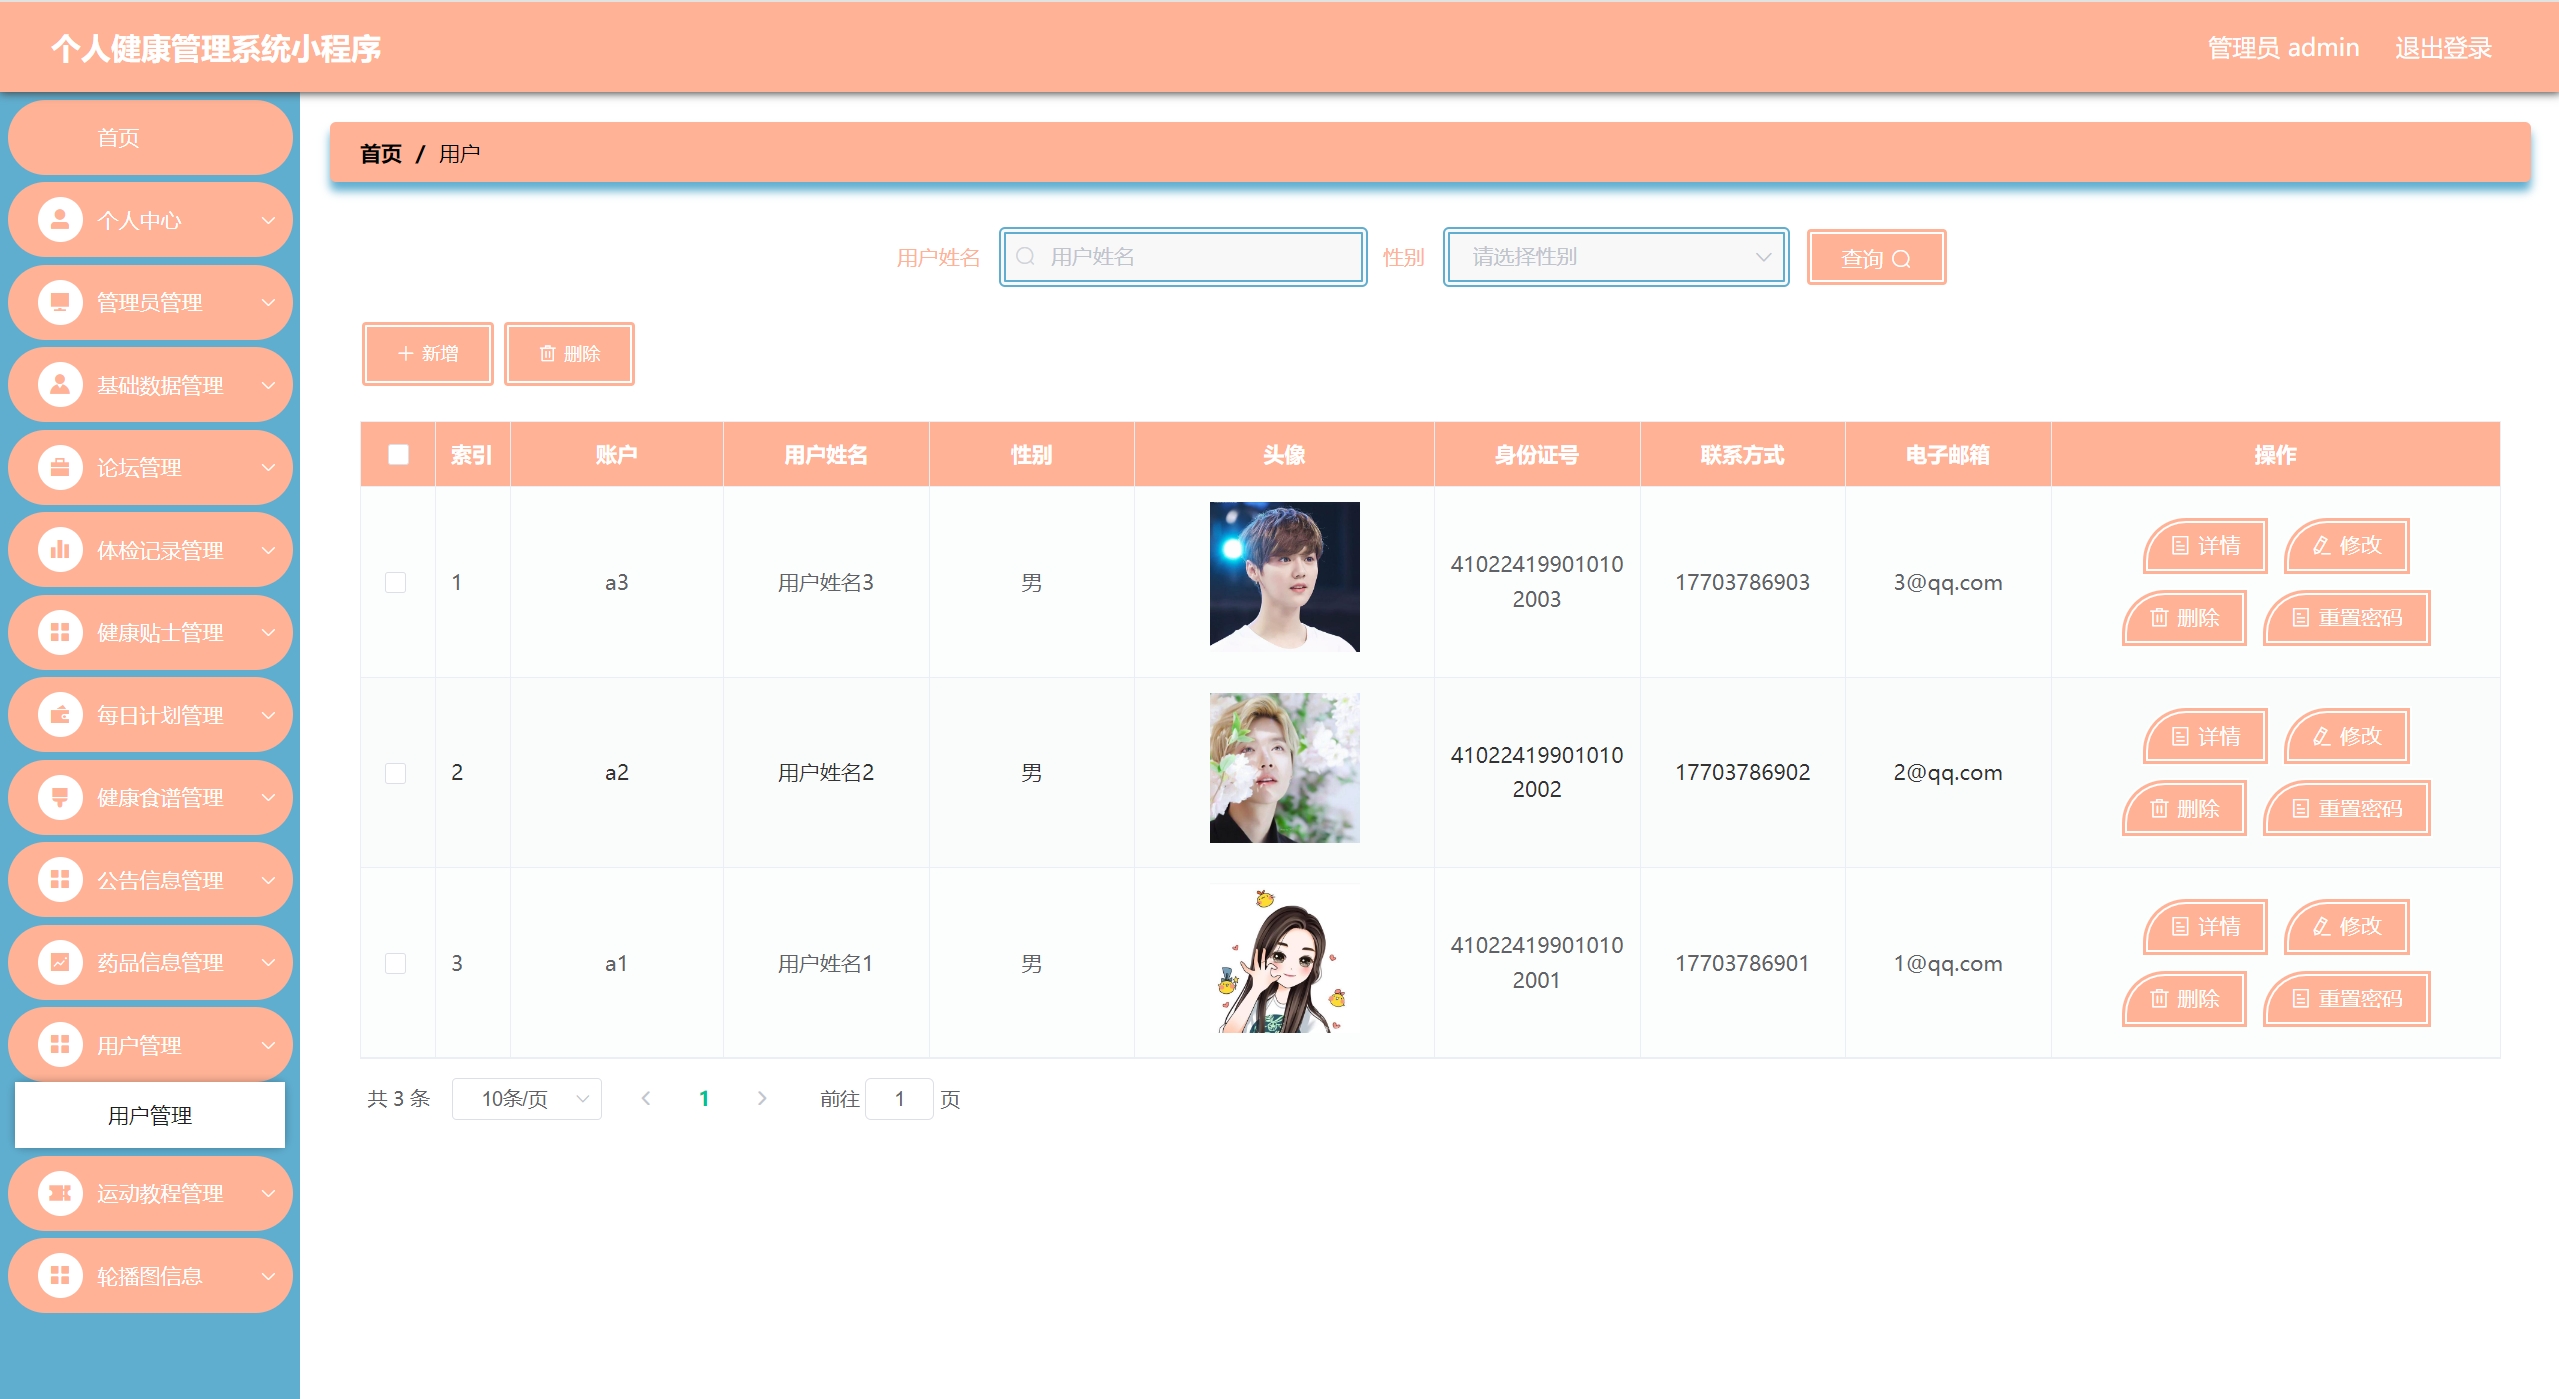 个人健康管理系统小程序
管理员 admin 退出登录
首页
个人中心
管理员管理
基础数据管理
论坛管理
体检记录管理
健康贴士管理
每日计划管理
健康食谱管理
公告信息管理
药品信息管理
用户管理
用户管理
运动教程管理
轮播图信息
首页 / 用户
用户姓名 用户姓名 性别 请选择性别 查询
新增 删除
索引 账户 用户姓名 性别 头像 身份证号 联系方式 电子邮箱 操作
1 a3 用户姓名3 男 41022419901010 17703786903 3@qq.com 详情 修改
2003 删除 重置密码
2 a2 用户姓名2 男 41022419901010 17703786902 2@qq.com 详情 修改
2002 删除 重置密码
3 a1 用户姓名1 男 41022419901010 17703786901 1@qq.com 详情 修改
2001 删除 重置密码
共 3 条 10条/页 1 前往 1 页